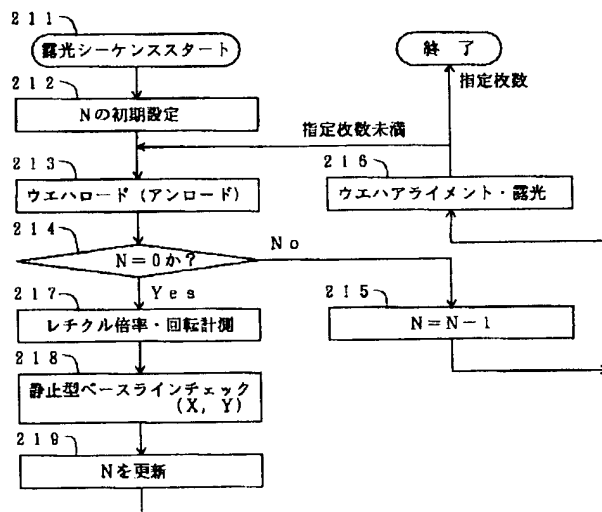 211
露光シーケンススタート
212
Nの初期設定
213
ウエハロード(アンロード)
214
N=0か?
No
Yes
217
レチクル倍率・回転計測
218
静止型ベースラインチェック
(X, Y)
219
Nを更新
終 了
指定枚数
指定枚数未満
216
ウエハアライメント・露光
215
N=N-1